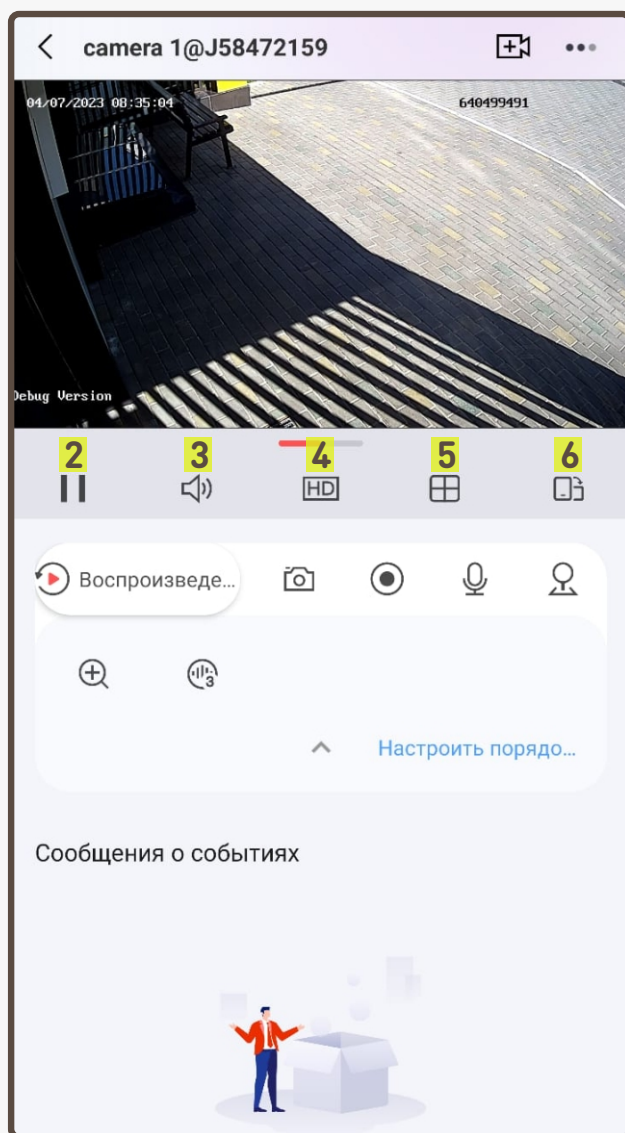 camera 1@J58472159
04/07/2023 08:35:04 640499491
Debug Version
2 3 4 5 6
HD
Воспроизведе...
3
Настроить порядо...
Сообщения о событиях